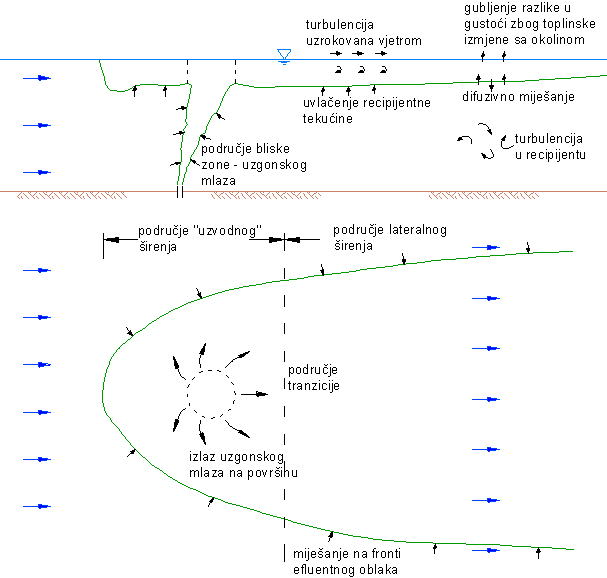 gubljenje razlike u
gustoći zbog toplinske
izmjene sa okolinom
turbulencija
uzrokovana vjetrom
uvlačenje recipijentne
tekućine
difuzivno miješanje
turbulencija
u recipijentu
područje bliske
zone - uzgonskog
mlaza
područje "uzvodnog"
širenja
područje lateralnog
širenja
područje
tranzicije
izlaz uzgonskog
mlaza na površinu
miješanje na fronti
efluentnog oblaka